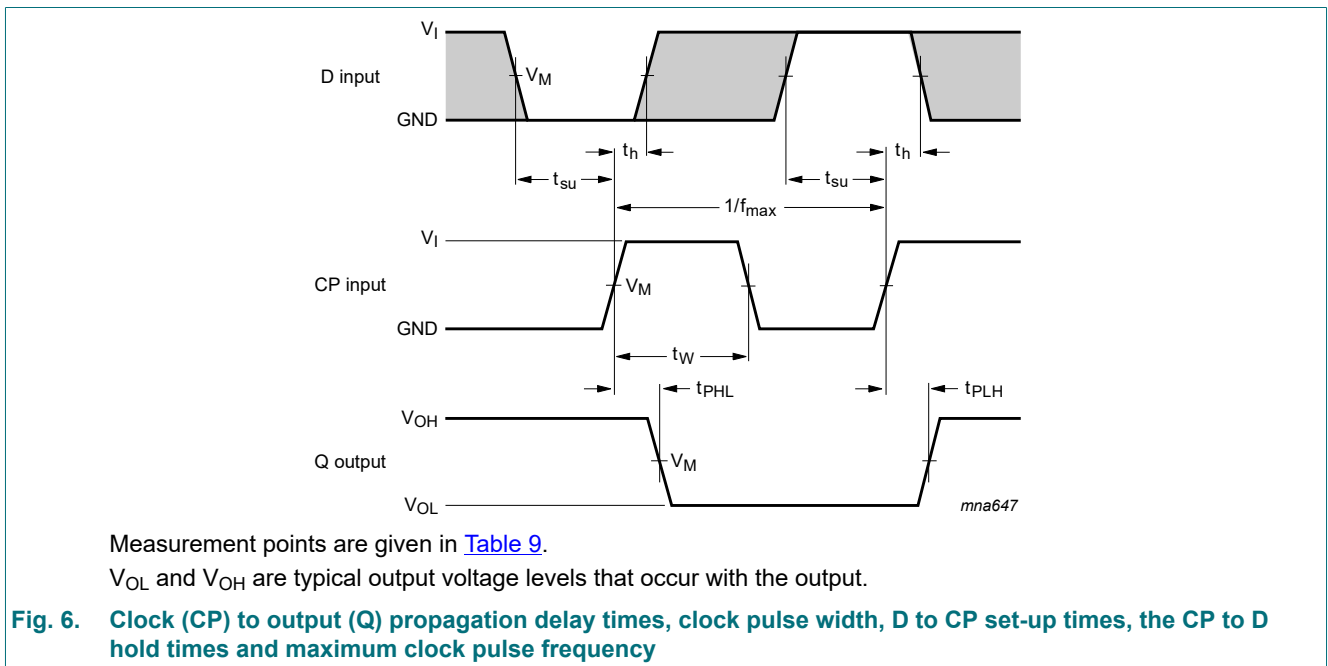 V_I
D input
V_M
GND
t_h
t_h
t_su
t_su
1/f_max
V_I
CP input
V_M
GND
t_W
t_PHL
t_PLH
V_OH
Q output
V_M
V_OL
mna647
Measurement points are given in Table 9.
V_OL and V_OH are typical output voltage levels that occur with the output.
Fig. 6. Clock (CP) to output (Q) propagation delay times, clock pulse width, D to CP set-up times, the CP to D
hold times and maximum clock pulse frequency